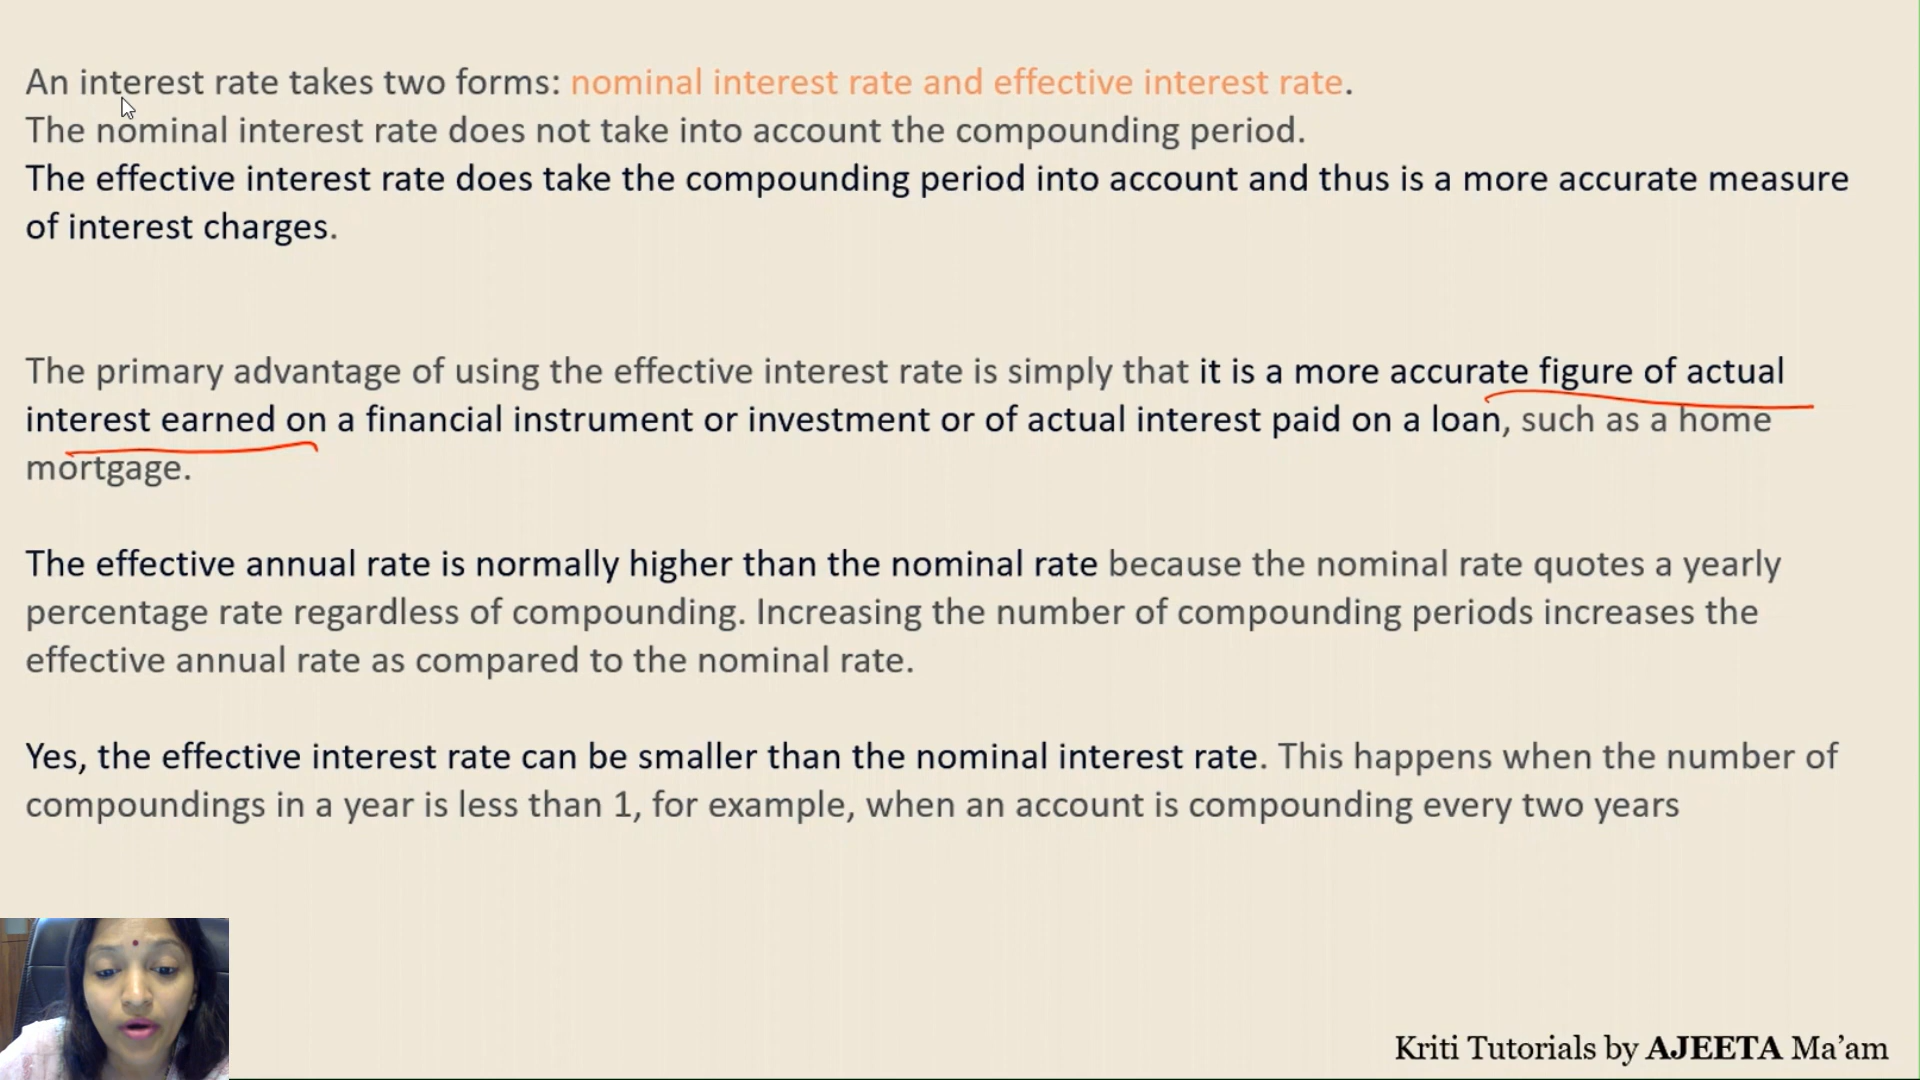 An interest rate takes two forms: nominal interest rate and effective interest rate.
The nominal interest rate does not take into account the compounding period.
The effective interest rate does take the compounding period into account and thus is a more accurate measure
of interest charges.
The primary advantage of using the effective interest rate is simply that it is a more accurate figure of actual
interest earned on a financial instrument or investment or of actual interest paid on a loan, such as a home
mortgage.
The effective annual rate is normally higher than the nominal rate because the nominal rate quotes a yearly
percentage rate regardless of compounding. Increasing the number of compounding periods increases the
effective annual rate as compared to the nominal rate.
Yes, the effective interest rate can be smaller than the nominal interest rate. This happens when the number of
compoundings in a year is less than 1, for example, when an account is compounding every two years
Kriti Tutorials by AJEETA Ma’am